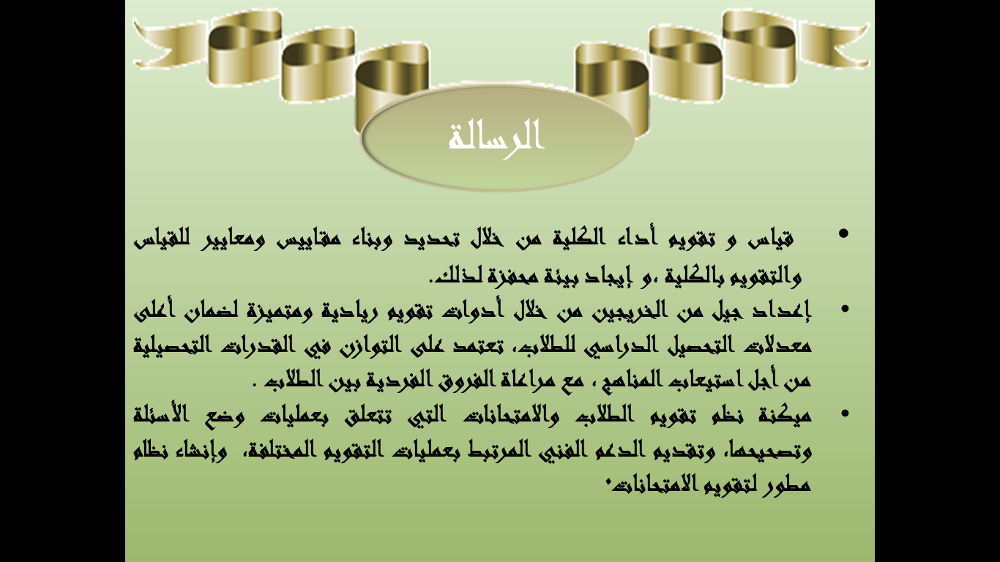 الرسالة
• قياس و تقويم أداء الكلية من خلال تحديد وبناء مقاييس ومعايير للقياس
والتقويم بالكلية ،و إيجاد بيئة محفزة لذلك.
• إعداد جيل من الخريجين من خلال أدوات تقويم ريادية ومتميزة لضمان أعلى
معدلات التحصيل الدراسي للطلاب، تعتمد على التوازن في القدرات التحصيلية
من أجل استيعاب المناهج ، مع مراعاة الفروق الفردية بين الطلاب .
• ميكنة نظم تقويم الطلاب والامتحانات التي تتعلق بعمليات وضع الأسئلة
وتصحيحها، وتقديم الدعم الفني المرتبط بعمليات التقويم المختلفة، وإنشاء نظام
مطور لتقويم الامتحانات.